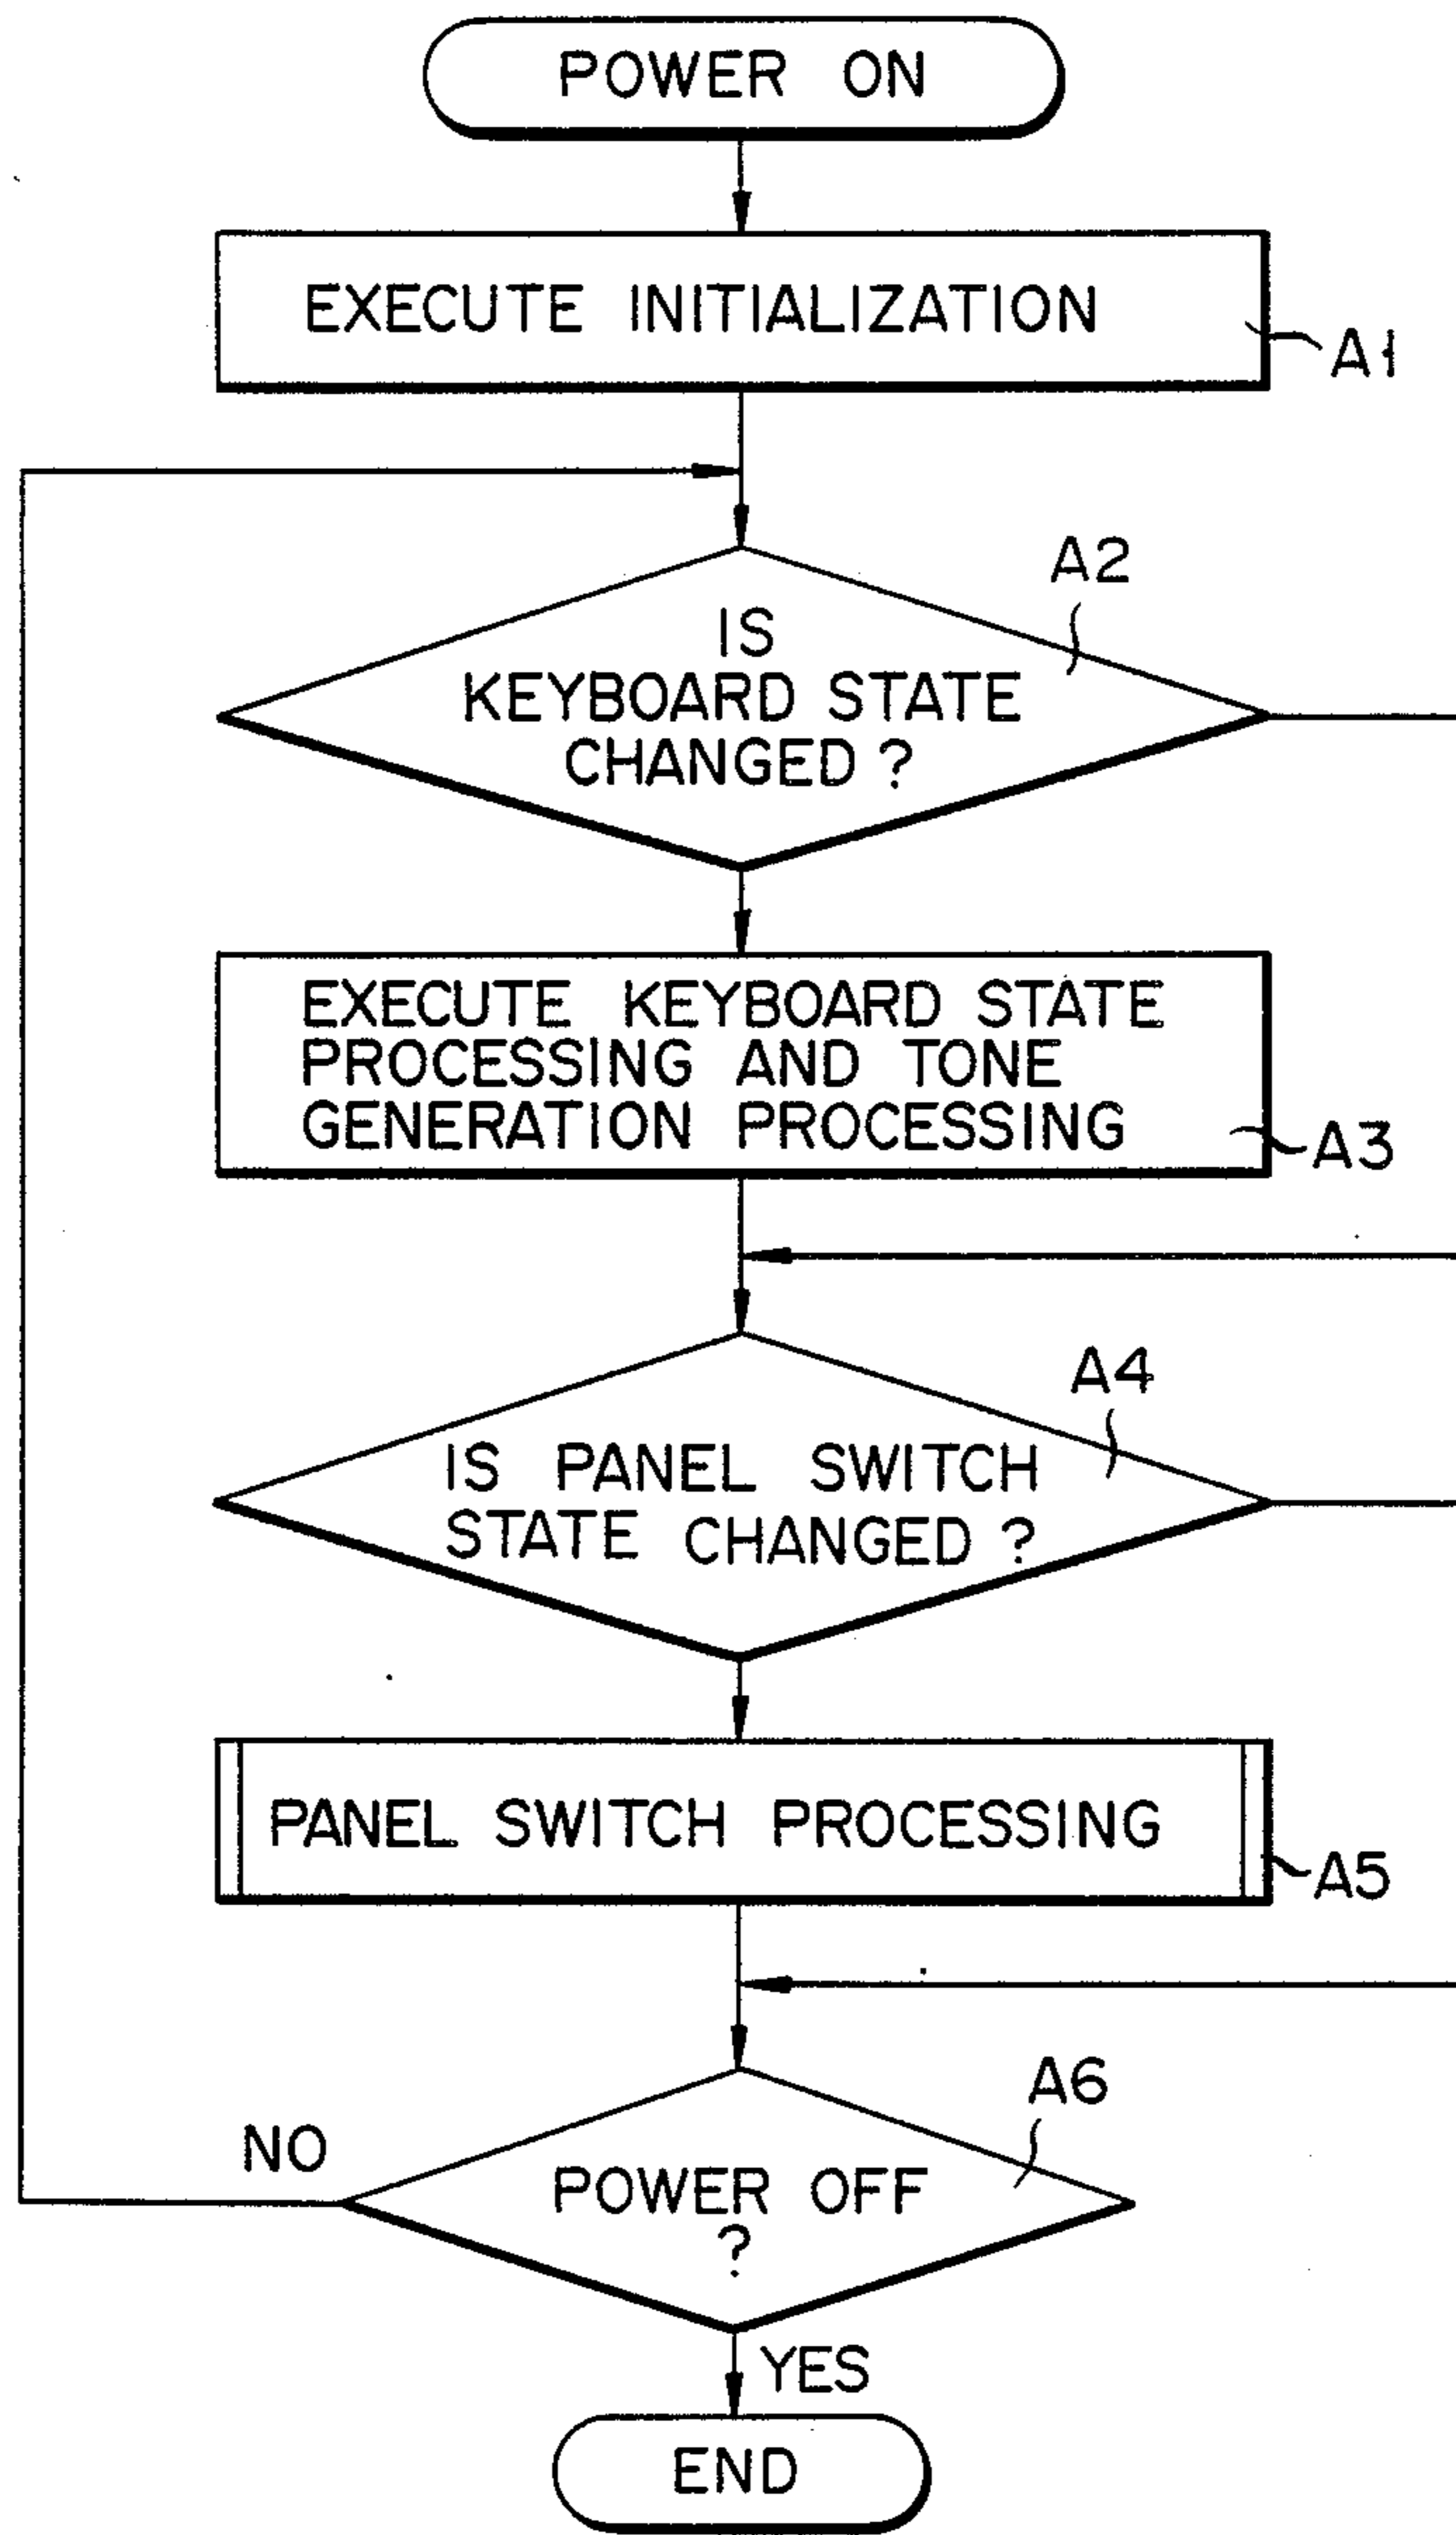 POWER ON
EXECUTE INITIALIZATION
A1
A2
IS
KEYBOARD STATE
CHANGED ?
EXECUTE KEYBOARD STATE
PROCESSING AND TONE
GENERATION PROCESSING
A3
A4
IS PANEL SWITCH
STATE CHANGED ?
PANEL SWITCH PROCESSING
A5
A6
NO
POWER OFF
?
YES
END